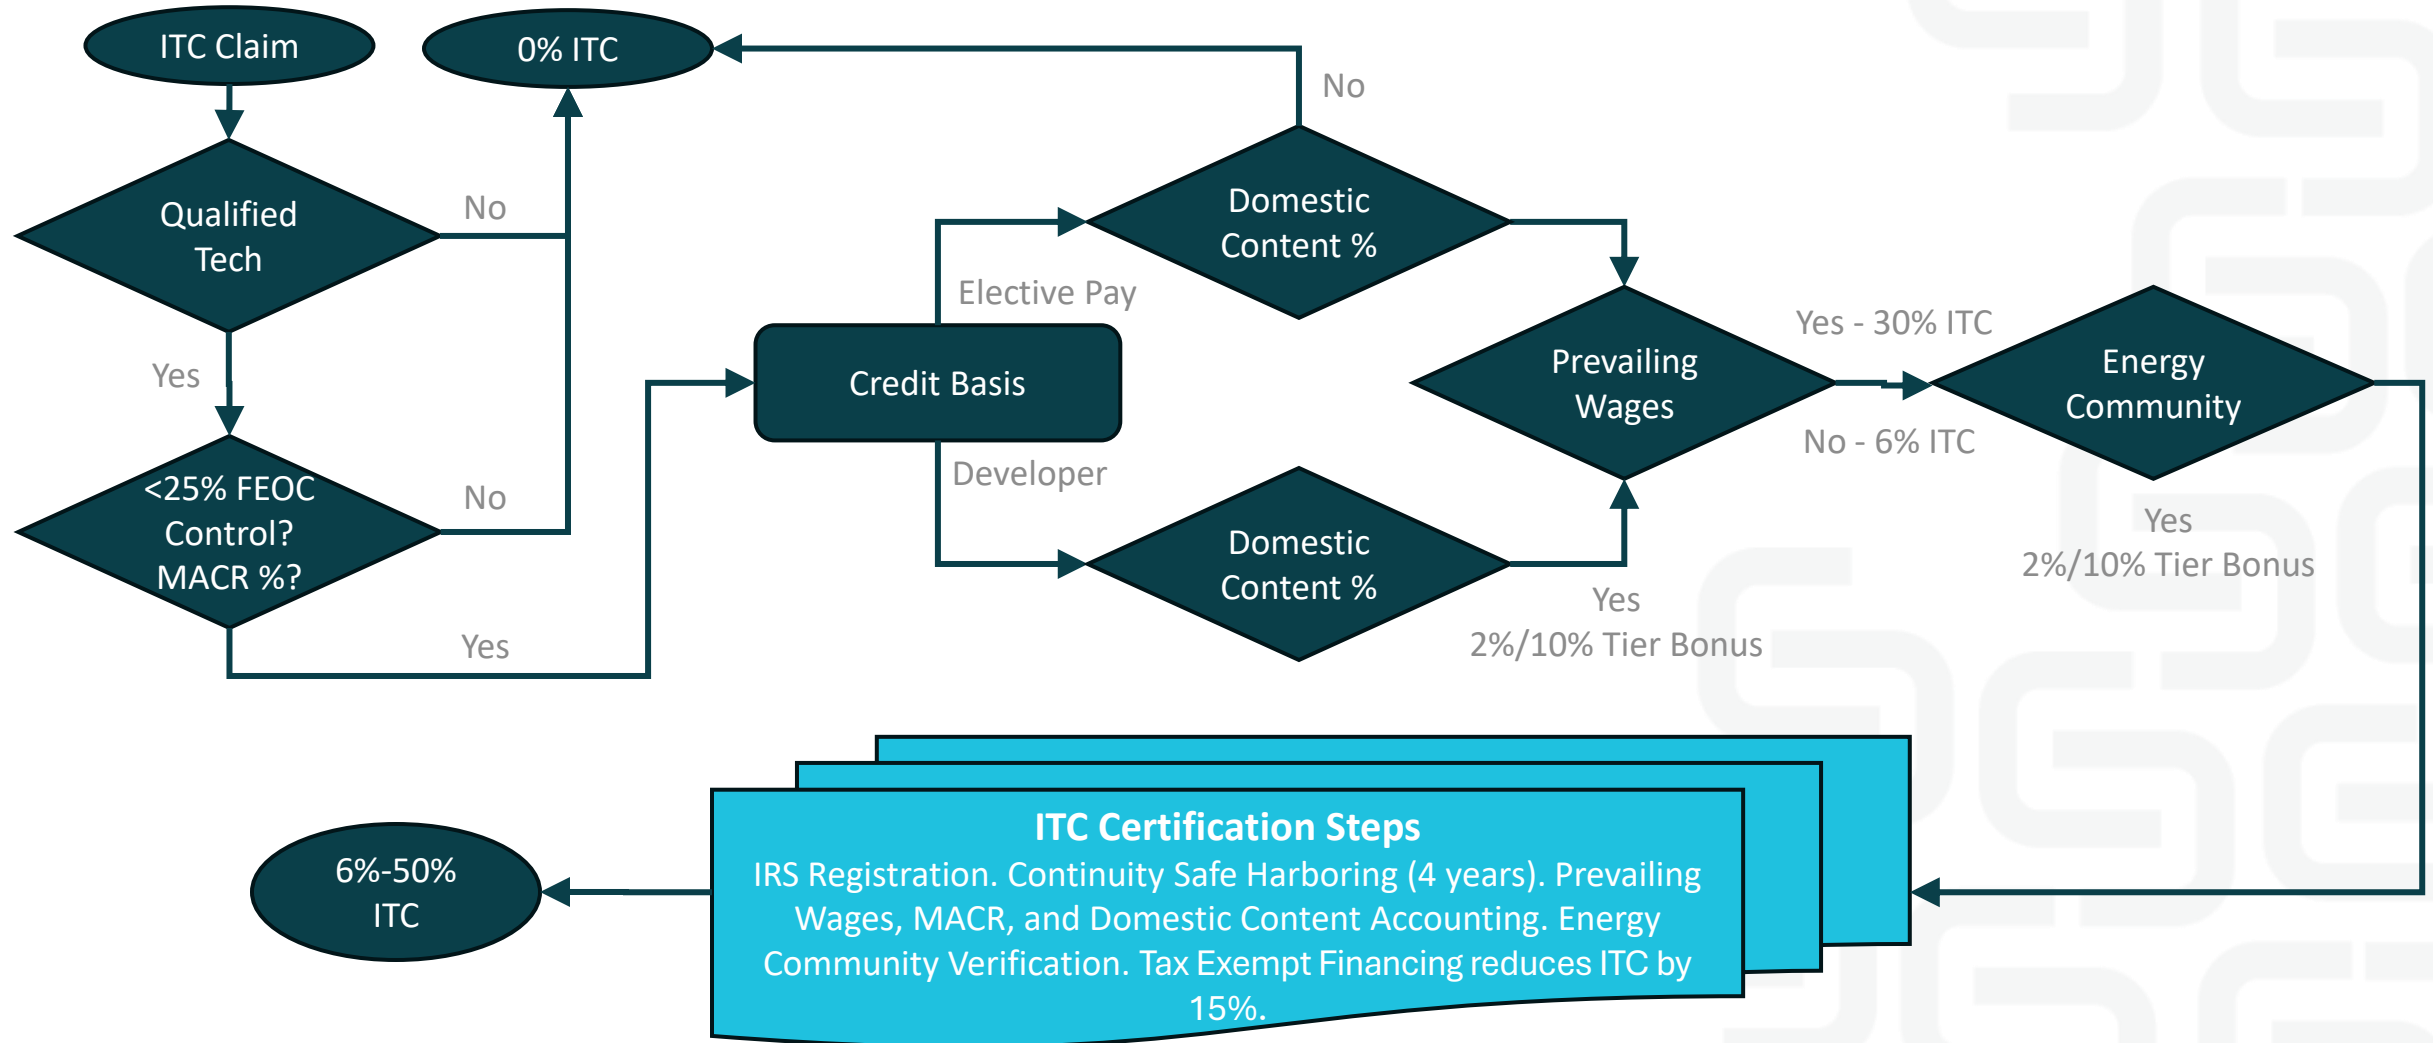 ITC Claim
0% ITC
No
Qualified
Tech
No
Domestic
Content %
Elective Pay
Yes
Credit Basis
Prevailing
Wages
Yes - 30% ITC
No - 6% ITC
Energy
Community
<25% FEOC
Control?
MACR %?
No
Developer
Domestic
Content %
Yes
2%/10% Tier Bonus
Yes
2%/10% Tier Bonus
Yes
ITC Certification Steps
IRS Registration. Continuity Safe Harboring (4 years). Prevailing
Wages, MACR, and Domestic Content Accounting. Energy
Community Verification. Tax Exempt Financing reduces ITC by
15%.
6%-50%
ITC